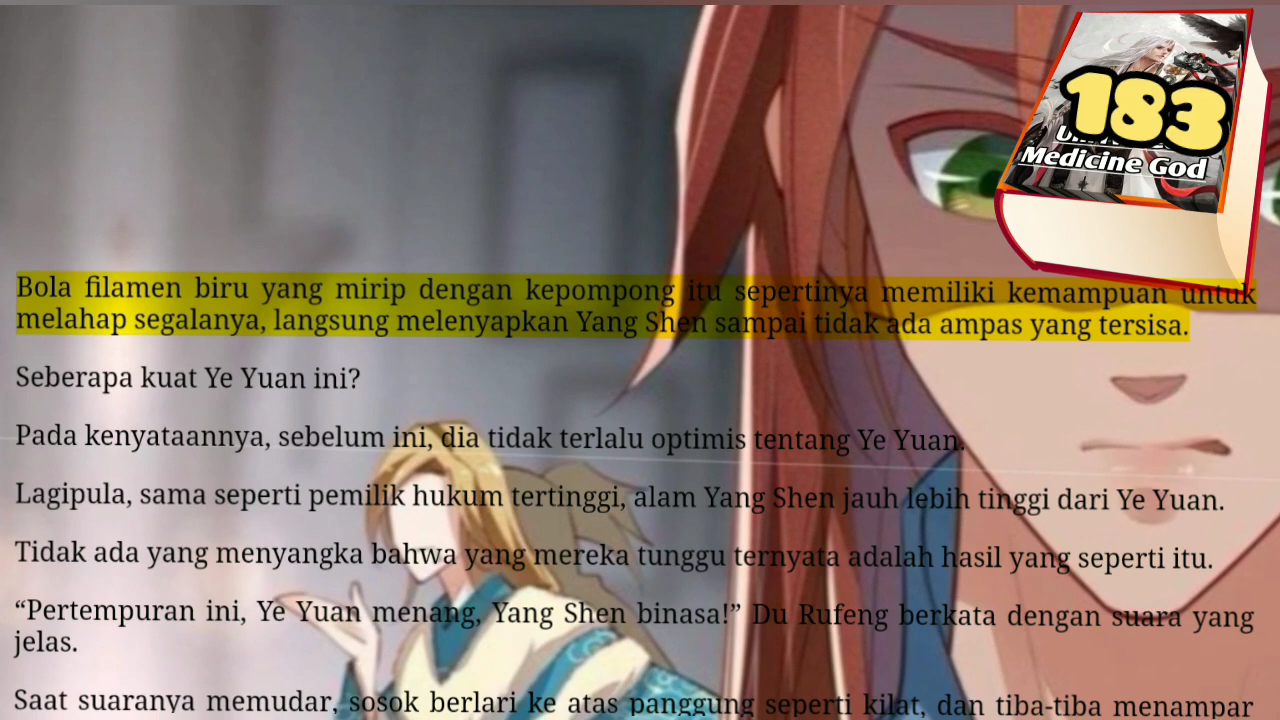 183
Medicine God
Bola filamen biru yang mirip dengan kepompong itu sepertinya memiliki kemampuan untuk
melahap segalanya, langsung melenyapkan Yang Shen sampai tidak ada ampas yang tersisa.
Seberapa kuat Ye Yuan ini?
Pada kenyataannya, sebelum ini, dia tidak terlalu optimis tentang Ye Yuan.
Lagipula, sama seperti pemilik hukum tertinggi, alam Yang Shen jauh lebih tinggi dari Ye Yuan.
Tidak ada yang menyangka bahwa yang mereka tunggu ternyata adalah hasil yang seperti itu.
“Pertempuran ini, Ye Yuan menang, Yang Shen binasa!” Du Rufeng berkata dengan suara yang
jelas.
Saat suaranya memudar, sosok berlari ke atas panggung seperti kilat, dan tiba-tiba menampar